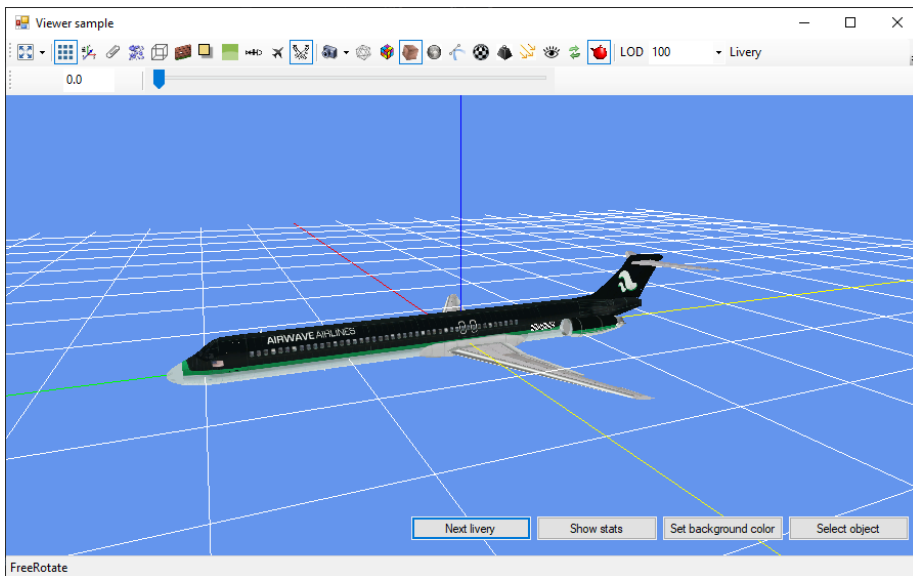 Viewer sample
LOD 100 Livery
0.0
AIRWAVE AIRLINES
Next livery Show stats Set background color Select object
FreeRotate